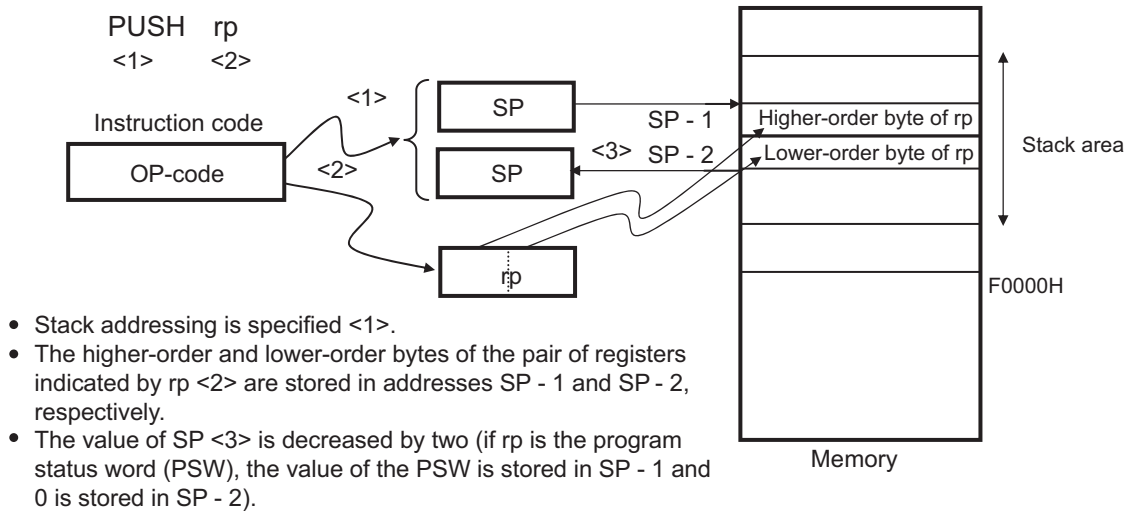 PUSH rp
<1> <2>
Instruction code
OP-code
<1>
<2>
SP
SP
rp
SP - 1
<3> SP - 2
Higher-order byte of rp
Lower-order byte of rp
Stack area
F0000H
Memory
• Stack addressing is specified <1>.
• The higher-order and lower-order bytes of the pair of registers
indicated by rp <2> are stored in addresses SP - 1 and SP - 2,
respectively.
• The value of SP <3> is decreased by two (if rp is the program
status word (PSW), the value of the PSW is stored in SP - 1 and
0 is stored in SP - 2).